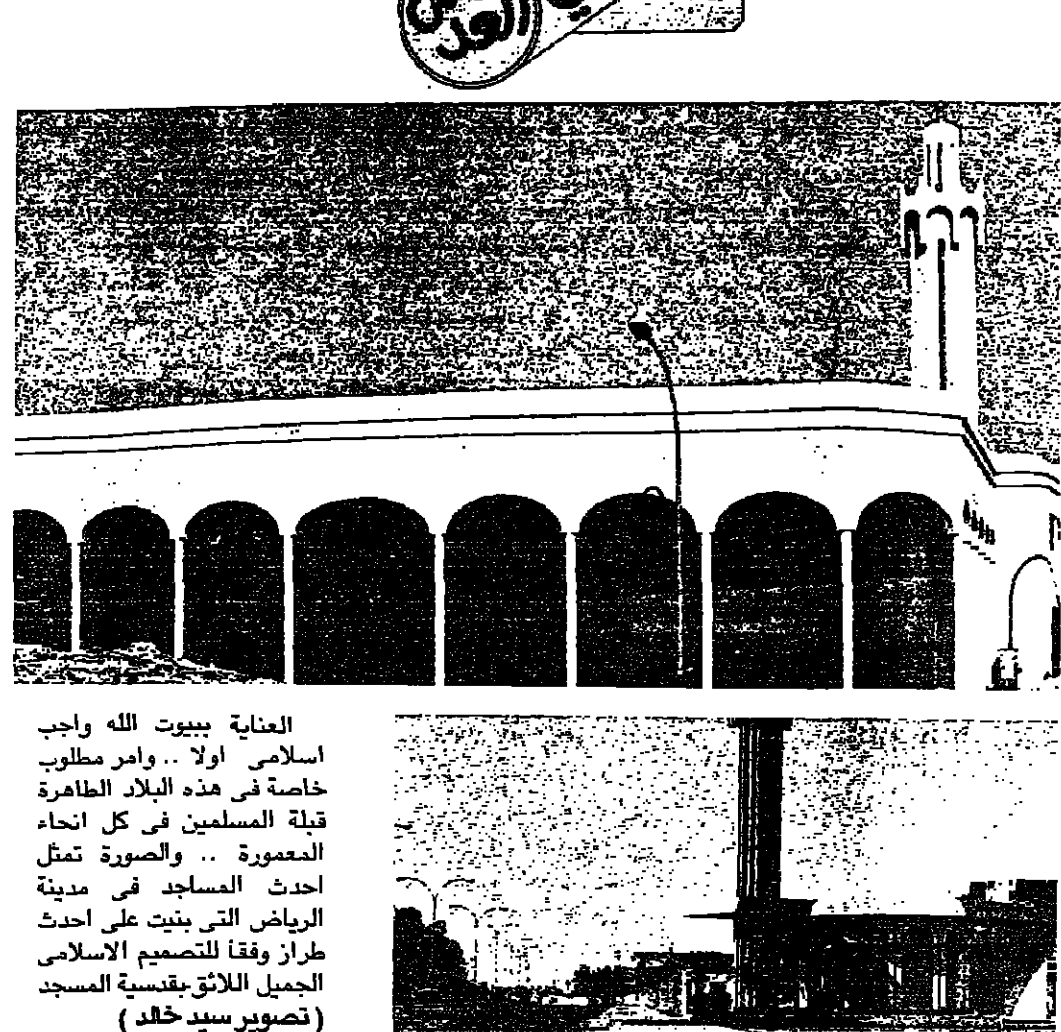 العناية ببيوت الله واجب
اسلامى اولا .. وامر مطلوب
خاصة فى هذه البلاد الطاهرة
قبلة المسلمين فى كل انحاء
المعمورة .. والصورة تمثل
احدث المساجد فى مدينة
الرياض التى بنيت على احدث
طراز وفقا للتصميم الاسلامى
الجميل اللائق بقدسية المسجد
( تصوير سيد خالد )